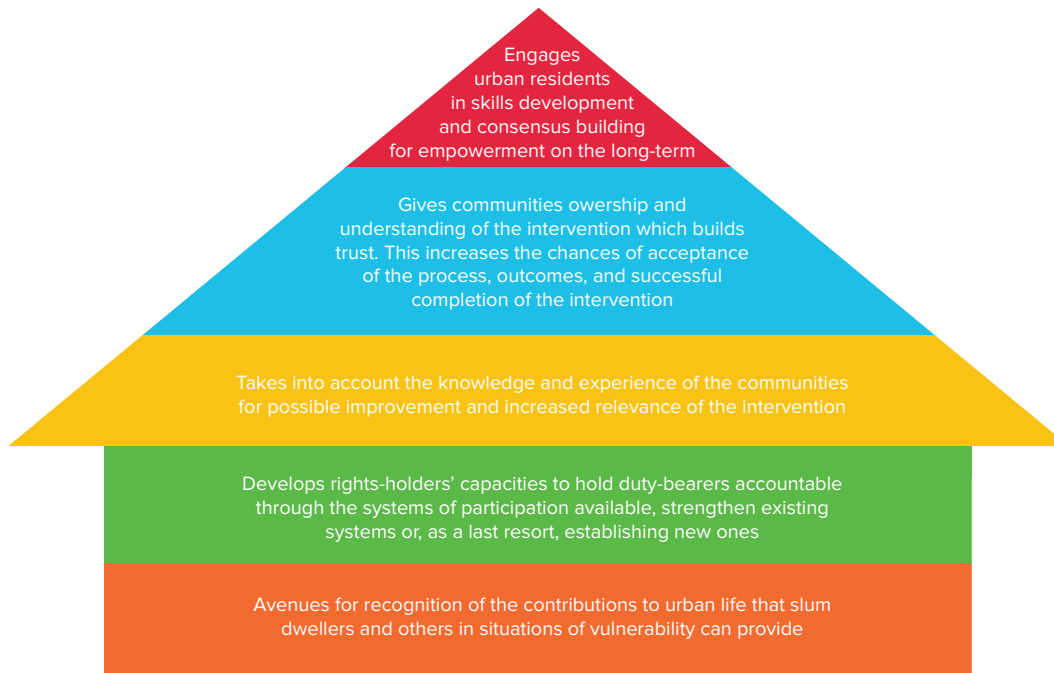 Engages
urban residents
in skills development
and consensus building
for empowerment on the long-term
Gives communities owership and
understanding of the intervention which builds
trust. This increases the chances of acceptance
of the process, outcomes, and successful
completion of the intervention
Takes into account the knowledge and experience of the communities
for possible improvement and increased relevance of the intervention
Develops rights-holders’ capacities to hold duty-bearers accountable
through the systems of participation available, strengthen existing
systems or, as a last resort, establishing new ones
Avenues for recognition of the contributions to urban life that slum
dwellers and others in situations of vulnerability can provide